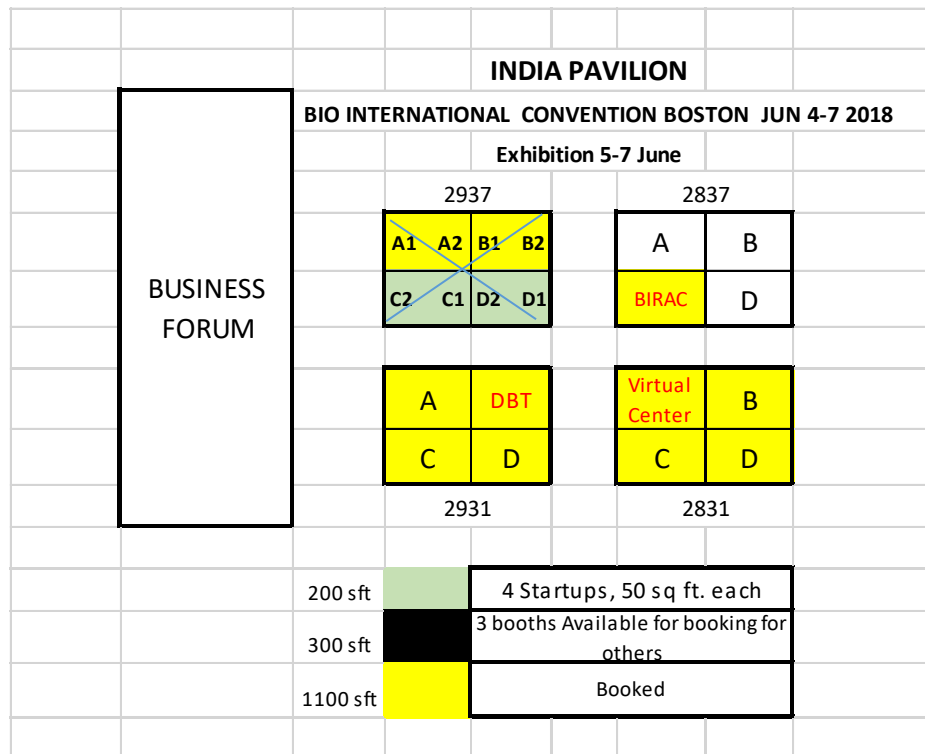 INDIA PAVILION
BIO INTERNATIONAL CONVENTION BOSTON JUN 4-7 2018
Exhibition 5-7 June
BUSINESS
FORUM
2937
2837
A1 A2 B1 B2
A B
C2 C1 D2 D1
BIRAC D
A DBT
Virtual
Center
B
C D
C D
2931
2831
200 sft
4 Startups, 50 sq ft. each
300 sft
3 booths Available for booking for
others
1100 sft
Booked